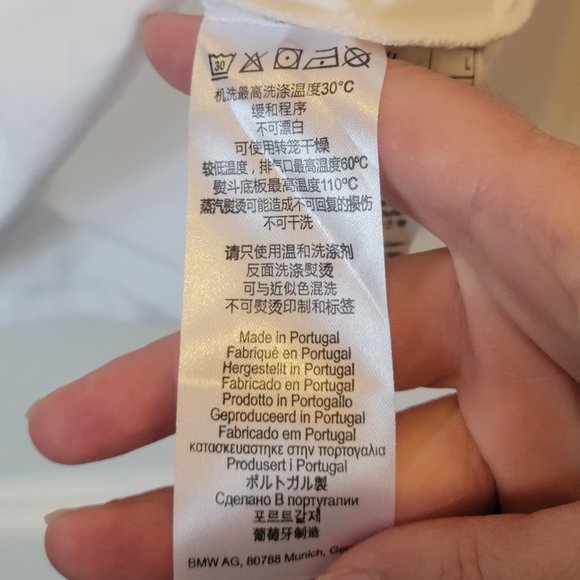 30
机洗最高洗涤温度30°C
缓和程序
不可漂白
可使用转笼干燥
较低温度，排气口最高温度60ºC
熨斗底板最高温度110ºC
蒸汽熨烫可能造成不可回复的损伤
不可干洗
请只使用温和洗涤剂
反面洗涤熨烫
可与近似色混洗
不可熨烫印制和标签
Made in Portugal
Fabriqué en Portugal
Hergestellt in Portugal
Fabricado en Portugal
Prodotto in Portogallo
Geproduceerd in Portugal
Fabricado em Portugal
κατασκευαστηκε στην πορτογαλια
Produsert i Portugal
ポルトガル製
Сделано В португалии
포르트갈제
葡萄牙制造
BMW AG, 80788 Munich,